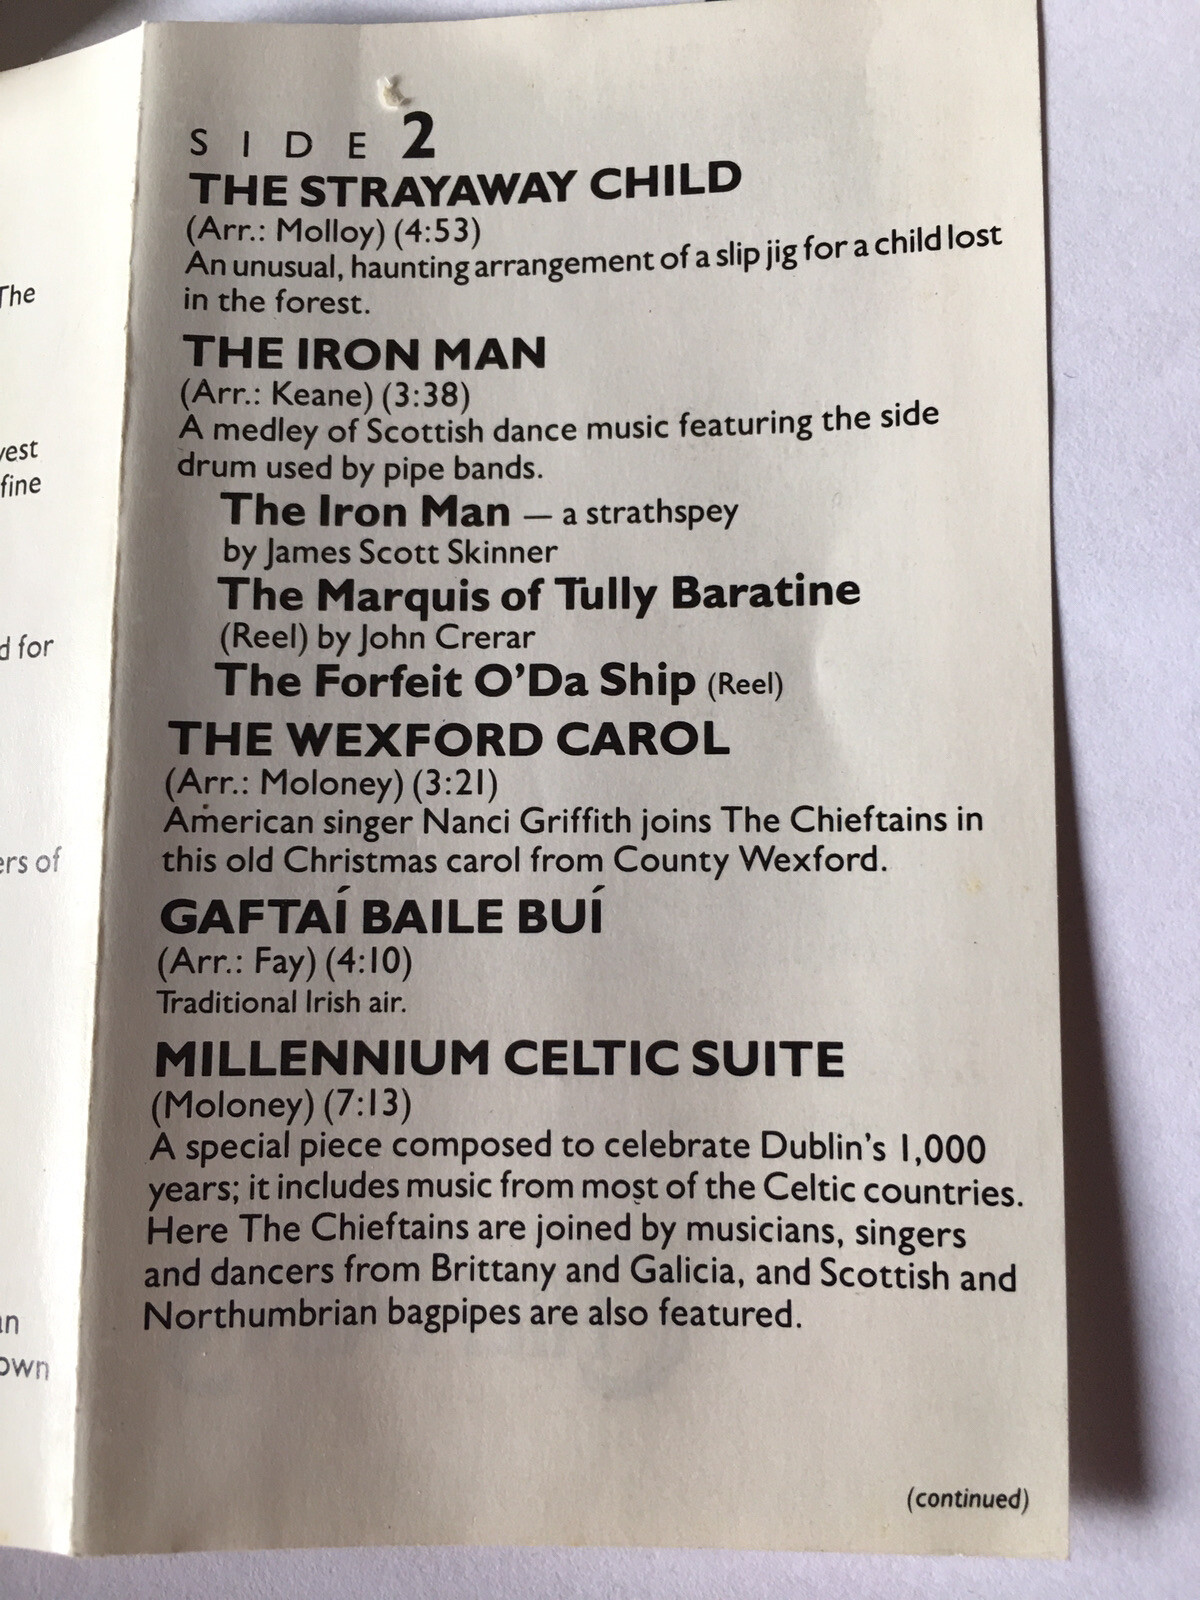 The
vest
fine
d for
ers of
an
own
SIDE 2
THE STRAYAWAY CHILD
(Arr.: Molloy) (4:53)
An unusual, haunting arrangement of a slip jig for a child lost
in the forest.
THE IRON MAN
(Arr.: Keane) (3:38)
A medley of Scottish dance music featuring the side
drum used by pipe bands.
The Iron Man — a strathspey
by James Scott Skinner
The Marquis of Tully Baratine
(Reel) by John Crerar
The Forfeit O'Da Ship (Reel)
THE WEXFORD CAROL
(Arr.: Moloney) (3:21)
American singer Nanci Griffith joins The Chieftains in
this old Christmas carol from County Wexford.
GAFTAÍ BAILE BUÍ
(Arr.: Fay) (4:10)
Traditional Irish air.
MILLENNIUM CELTIC SUITE
(Moloney) (7:13)
A special piece composed to celebrate Dublin's 1,000
years; it includes music from most of the Celtic countries.
Here The Chieftains are joined by musicians, singers
and dancers from Brittany and Galicia, and Scottish and
Northumbrian bagpipes are also featured.
(continued)